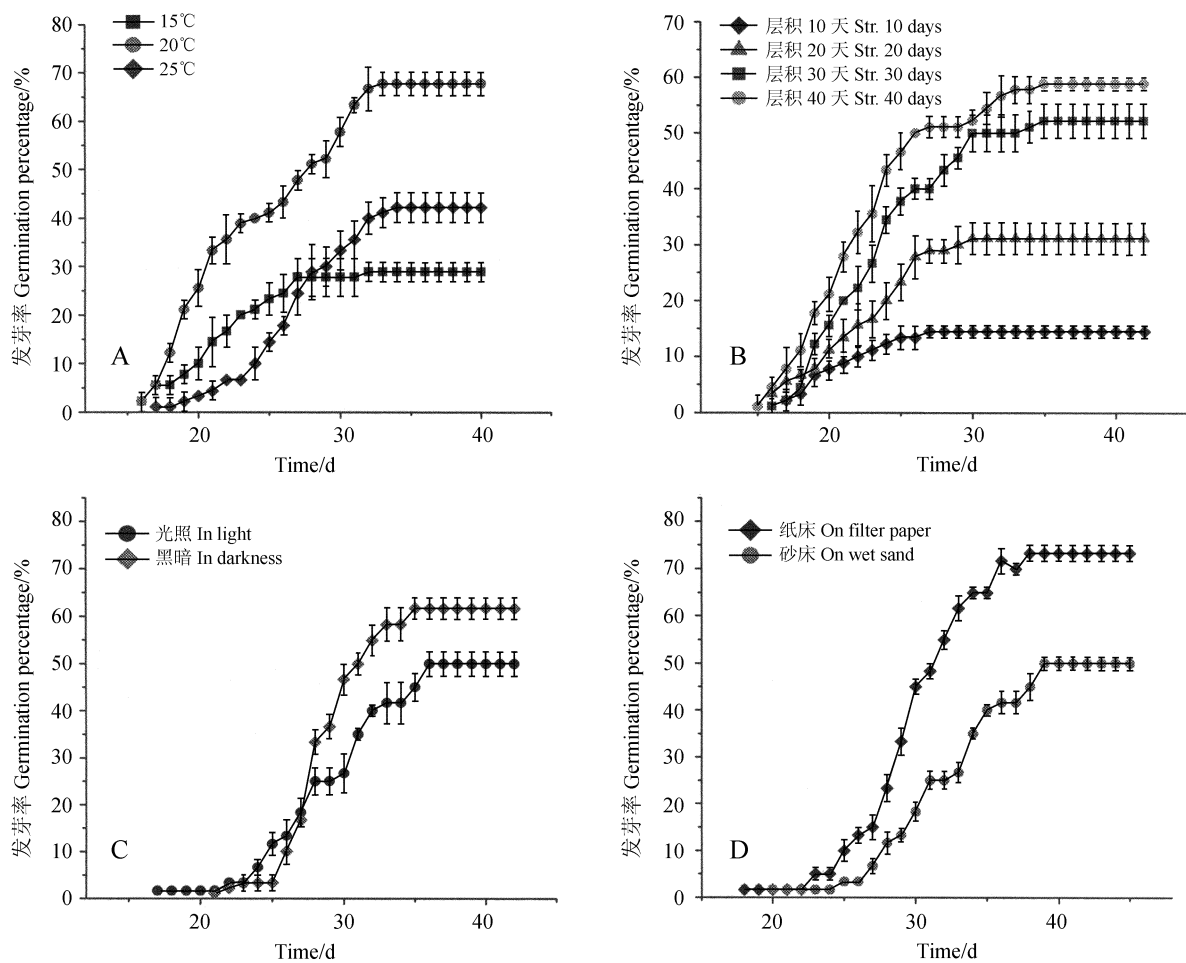 15℃
20℃
25℃
80
70
60
50
40
30
20
10
0
发芽率 Germination percentage/%
A
20
30
40
Time/d
层积 10 天 Str. 10 days
层积 20 天 Str. 20 days
层积 30 天 Str. 30 days
层积 40 天 Str. 40 days
70
60
50
40
30
20
10
0
发芽率 Germination percentage/%
B
20
30
40
Time/d
光照 In light
黑暗 In darkness
80
70
60
50
40
30
20
10
0
发芽率 Germination percentage/%
C
20
30
40
Time/d
纸床 On filter paper
砂床 On wet sand
80
70
60
50
40
30
20
10
0
发芽率 Germination percentage/%
D
20
30
40
Time/d